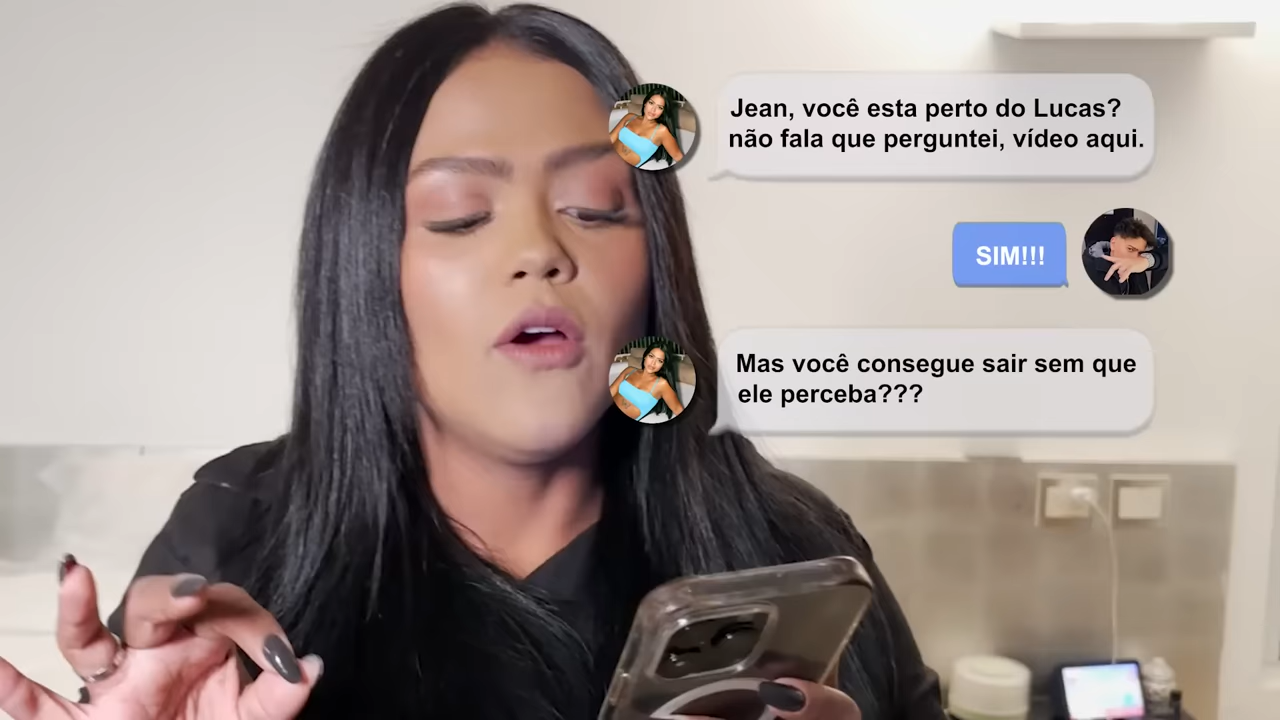 Jean, você esta perto do Lucas?
não fala que perguntei, vídeo aqui.
SIM!!!
Mas você consegue sair sem que
ele perceba???